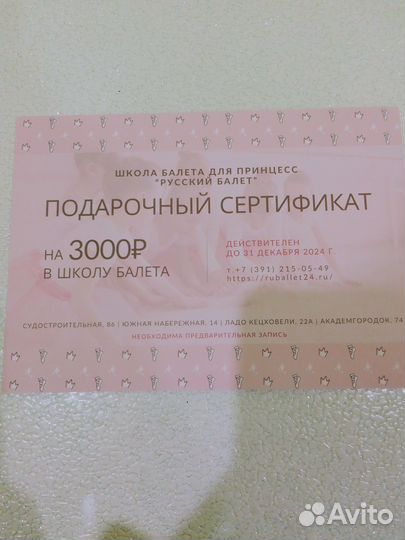 ШКОЛА БАЛЕТА ДЛЯ ПРИНЦЕСС
"РУССКИЙ БАЛЕТ"
ПОДАРОЧНЫЙ СЕРТИФИКАТ
НА 3000₽
В ШКОЛУ БАЛЕТА
ДЕЙСТВИТЕЛЕН
ДО 31 ДЕКАБРЯ 2024 Г.
т +7 (391) 215-05-49
https://ruballet24.ru/
СУДОСТРОИТЕЛЬНАЯ, 86 | ЮЖНАЯ НАБЕРЕЖНАЯ, 14 | ЛАДО КЕЦХОВЕЛИ, 22А | АКАДЕМГОРОДОК, 74
НЕОБХОДИМА ПРЕДВАРИТЕЛЬНАЯ ЗАПИСЬ
Avito